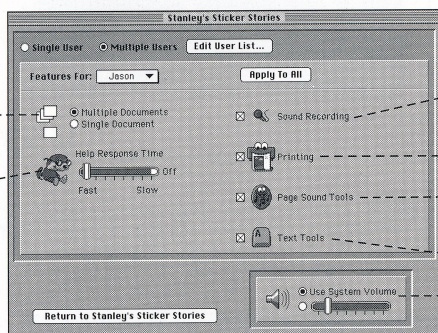 Stanley's Sticker Stories
Single User Multiple Users Edit User List...
Features For: Jason Apply To All
Multiple Documents
Single Document
Sound Recording
Help Response Time
Off
Fast Slow
Printing
Page Sound Tools
A
Text Tools
Use System Volume
Return to Stanley's Sticker Stories